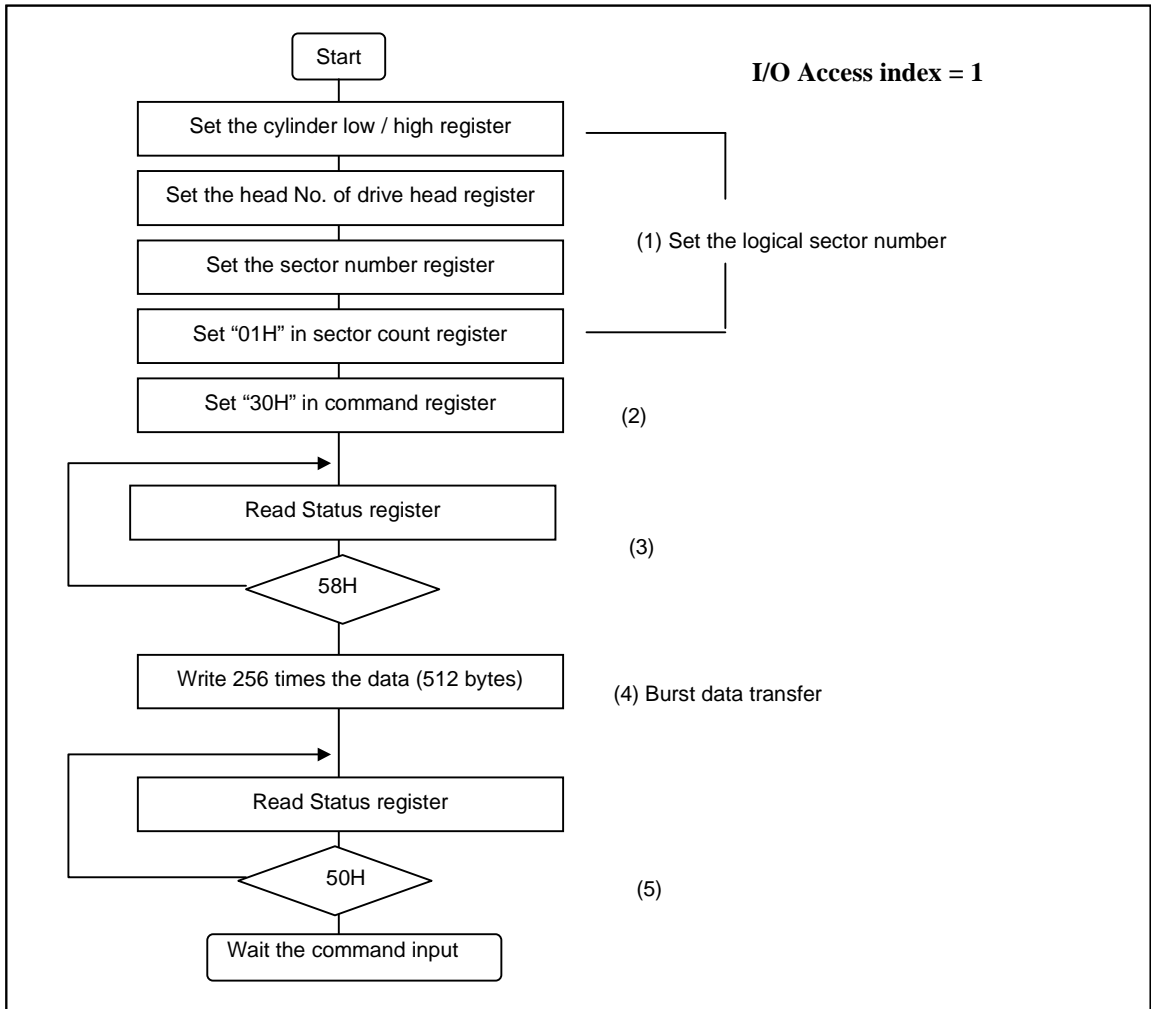 Start
I/O Access index = 1
Set the cylinder low / high register
Set the head No. of drive head register
(1) Set the logical sector number
Set the sector number register
Set “01H” in sector count register
Set “30H” in command register
(2)
Read Status register
(3)
58H
Write 256 times the data (512 bytes)
(4) Burst data transfer
Read Status register
50H
(5)
Wait the command input